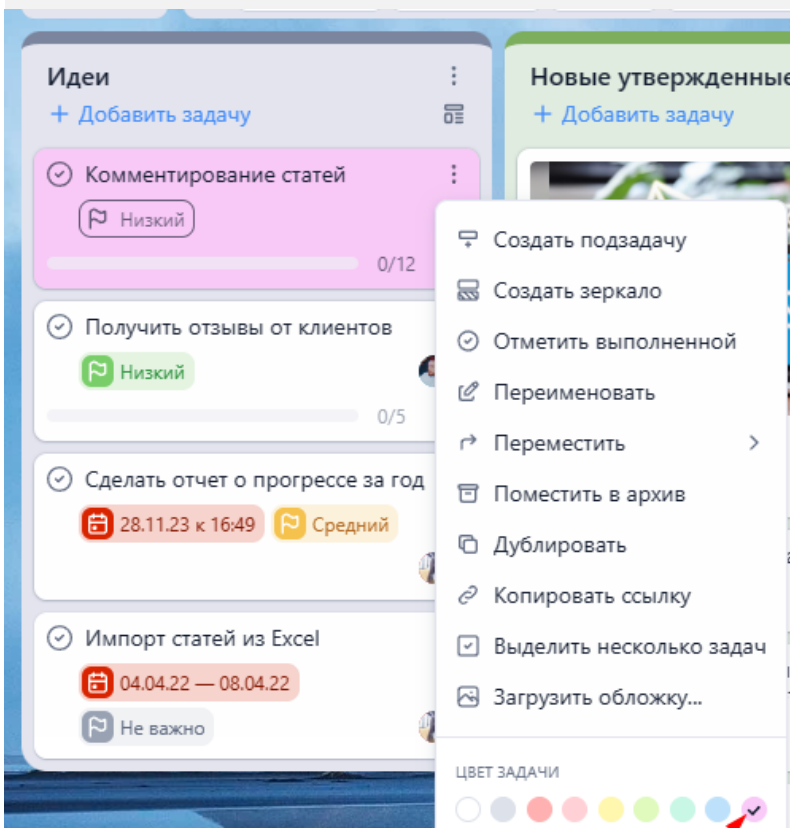 Идеи
+ Добавить задачу
Комментирование статей
Низкий
0/12
Получить отзывы от клиентов
Низкий
0/5
Сделать отчет о прогрессе за год
28.11.23 к 16:49
Средний
Импорт статей из Excel
04.04.22 — 08.04.22
Не важно
Новые утвержденные
+ Добавить задачу
Создать подзадачу
Создать зеркало
Отметить выполненной
Переименовать
Переместить
Поместить в архив
Дублировать
Копировать ссылку
Выделить несколько задач
Загрузить обложку...
ЦВЕТ ЗАДАЧИ